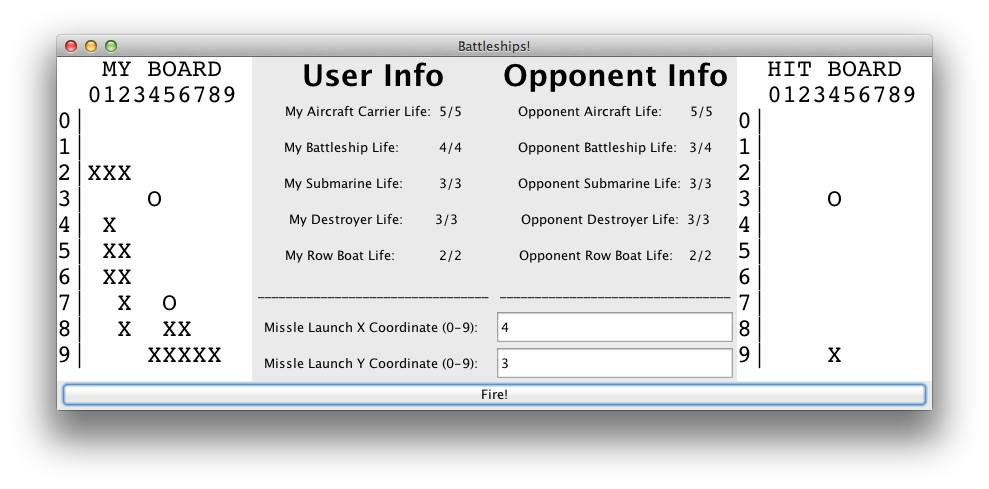 Battleships!
MY BOARD
0123456789
0|
1|
2|XXX
3|    O
4| X
5| XX
6| XX
7|  X  O
8|  X  XX
9|    XXXXX
User Info
My Aircraft Carrier Life: 5/5
My Battleship Life: 4/4
My Submarine Life: 3/3
My Destroyer Life: 3/3
My Row Boat Life: 2/2
Opponent Info
Opponent Aircraft Life: 5/5
Opponent Battleship Life: 3/4
Opponent Submarine Life: 3/3
Opponent Destroyer Life: 3/3
Opponent Row Boat Life: 2/2
Missle Launch X Coordinate (0-9): 4
Missle Launch Y Coordinate (0-9): 3
HIT BOARD
0123456789
0|
1|
2|
3|    O
4|
5|
6|
7|
8|
9|    X
Fire!